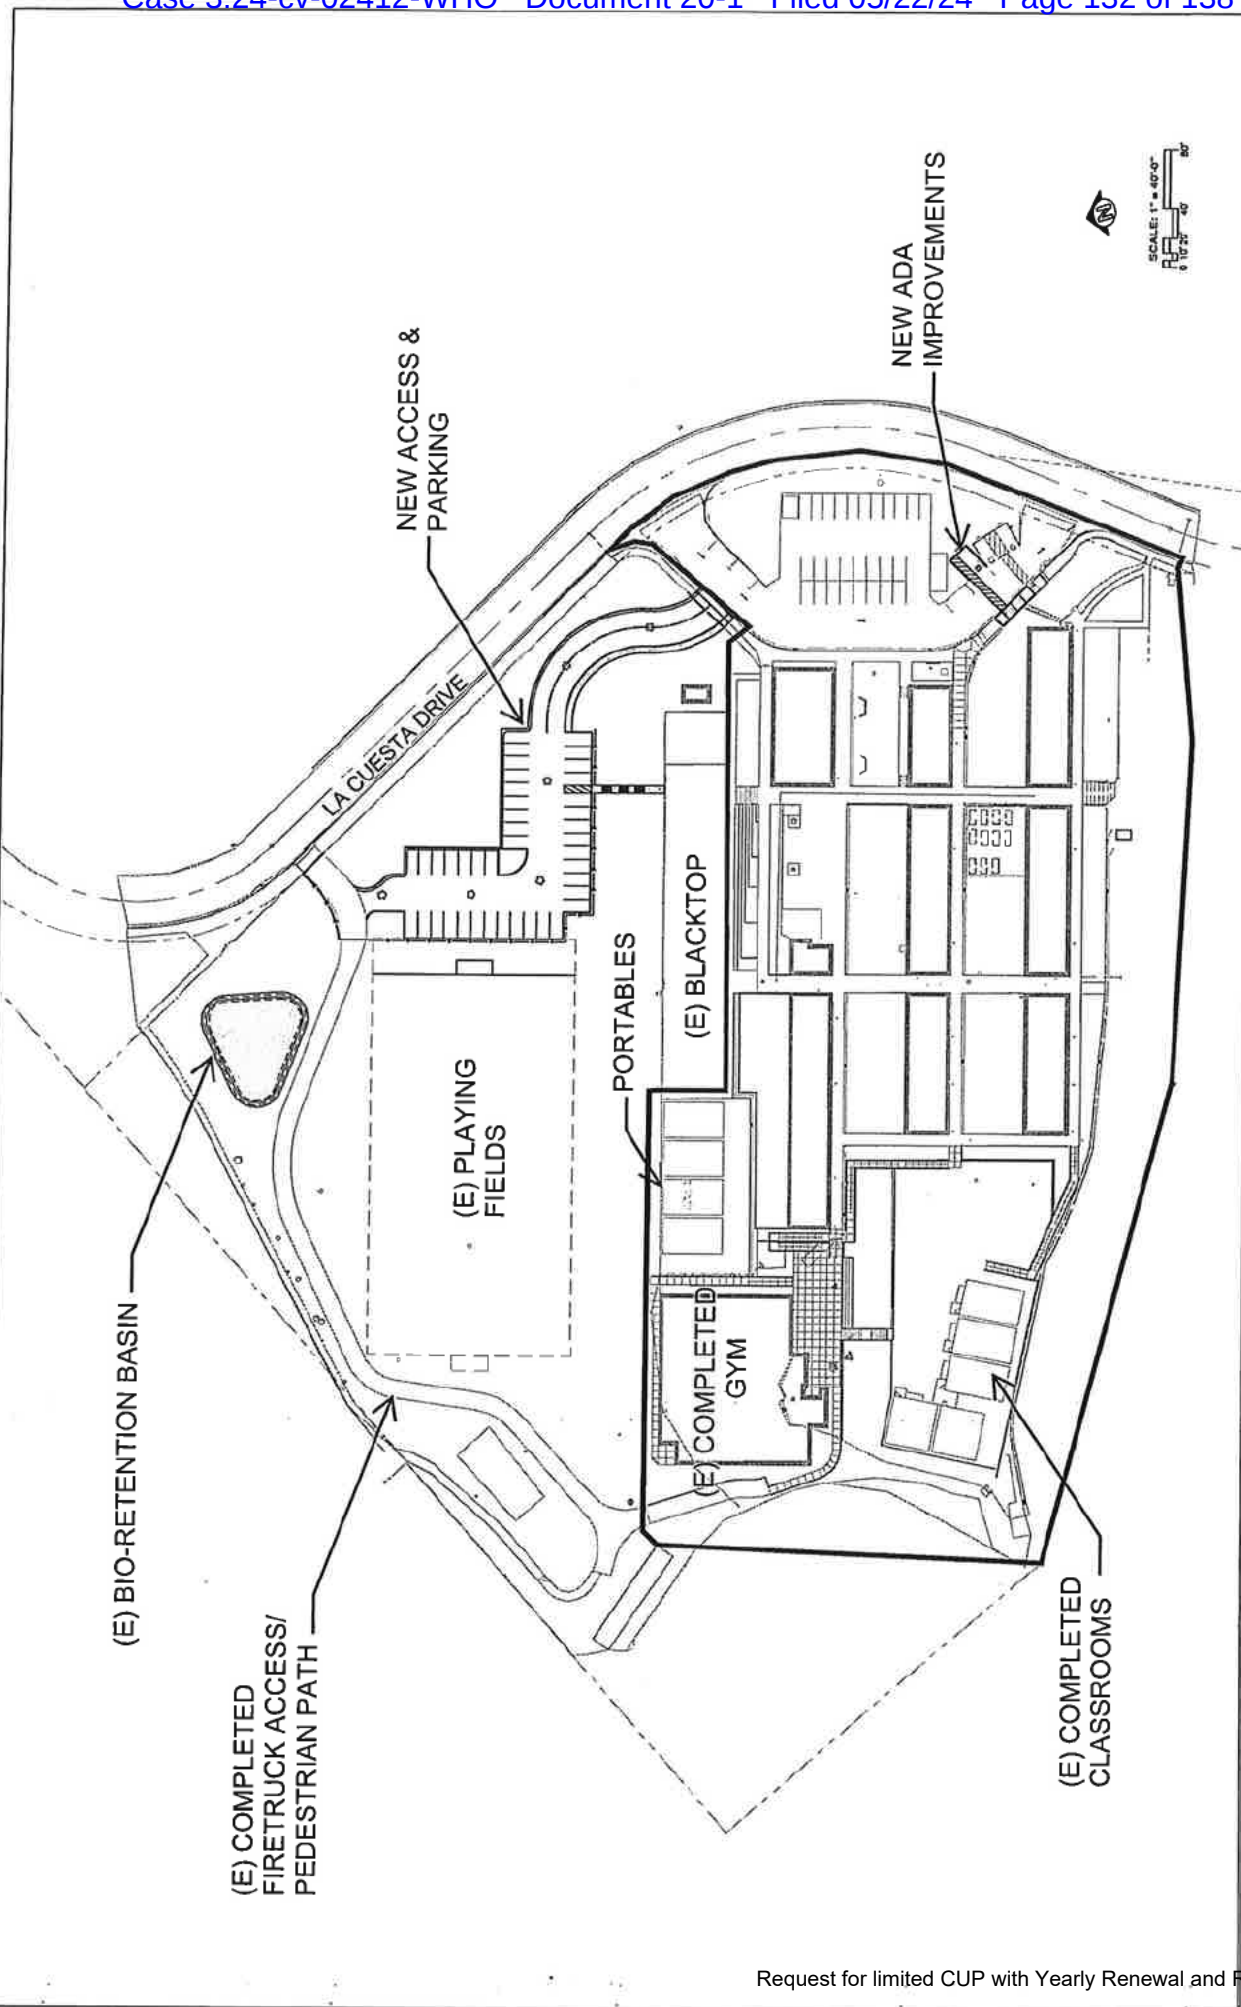 Case 3:24-cv-02412-WHO Document 20-1 Filed 05/22/24 Page 132 of 138
(E) BIO-RETENTION BASIN
(E) COMPLETED
FIRETRUCK ACCESS/
PEDESTRIAN PATH
LA CUESTA DRIVE
NEW ACCESS &
PARKING
(E) PLAYING
FIELDS
PORTABLES
(E) BLACKTOP
(E) COMPLETED
GYM
NEW ADA
IMPROVEMENTS
(E) COMPLETED
CLASSROOMS
N
SCALE: 1" = 40'-0"
0 10' 20' 40' 80'
Request for limited CUP with Yearly Renewal and